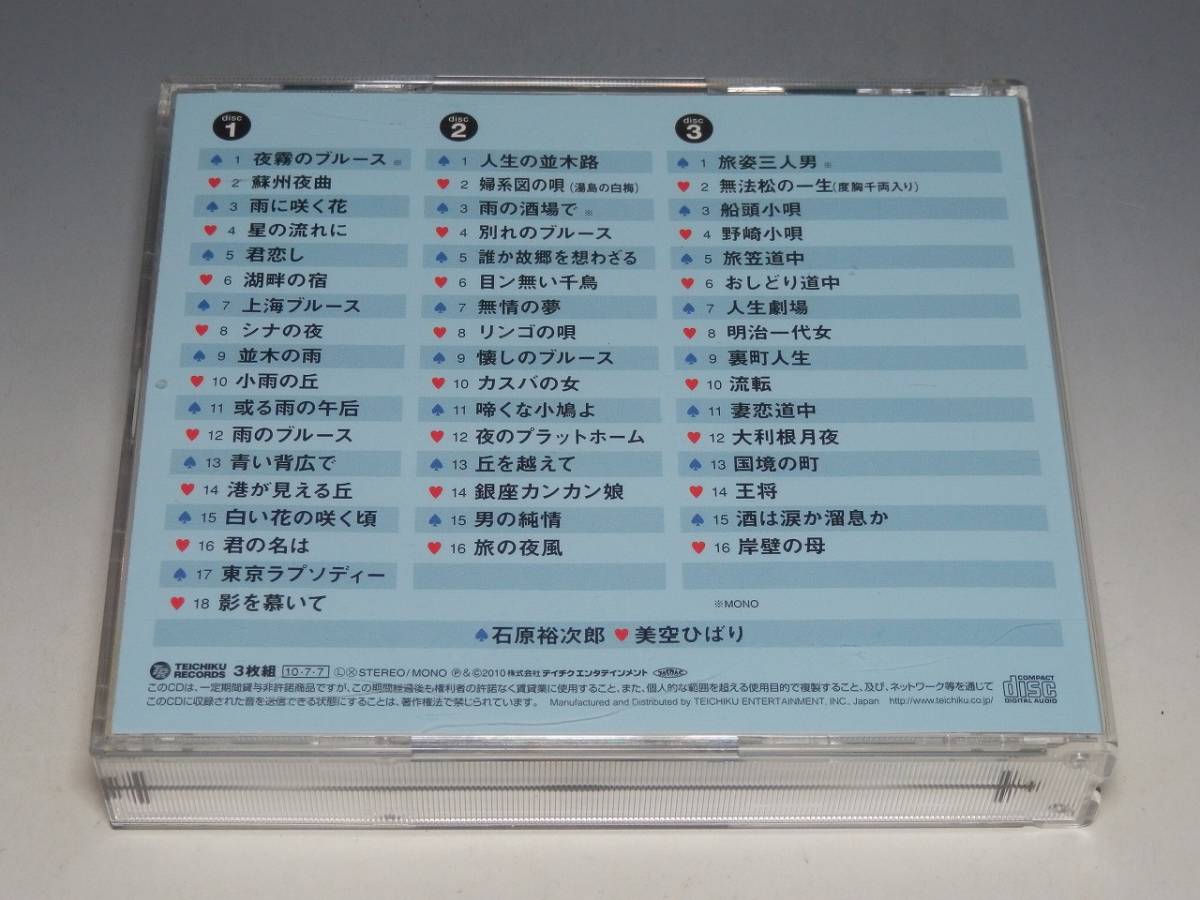 disc 1
♠ 1 夜霧のブルース ※
♥ 2 蘇州夜曲
♠ 3 雨に咲く花
♥ 4 星の流れに
♠ 5 君恋し
♥ 6 湖畔の宿
♠ 7 上海ブルース
♥ 8 シナの夜
♠ 9 並木の雨
♥ 10 小雨の丘
♠ 11 或る雨の午后
♥ 12 雨のブルース
♠ 13 青い背広で
♥ 14 港が見える丘
♠ 15 白い花の咲く頃
♥ 16 君の名は
♠ 17 東京ラプソディー
♥ 18 影を慕いて
disc 2
♠ 1 人生の並木路
♥ 2 婦系図の唄(湯島の白梅)
♠ 3 雨の酒場で ※
♥ 4 別れのブルース
♠ 5 誰か故郷を想わざる
♥ 6 目ン無い千鳥
♠ 7 無情の夢
♥ 8 リンゴの唄
♠ 9 懐しのブルース
♥ 10 カスバの女
♠ 11 啼くな小鳩よ
♥ 12 夜のプラットホーム
♠ 13 丘を越えて
♥ 14 銀座カンカン娘
♠ 15 男の純情
♥ 16 旅の夜風
disc 3
♠ 1 旅姿三人男 ※
♥ 2 無法松の一生(度胸千両入り)
♠ 3 船頭小唄
♥ 4 野崎小唄
♠ 5 旅笠道中
♥ 6 おしどり道中
♠ 7 人生劇場
♥ 8 明治一代女
♠ 9 裏町人生
♥ 10 流転
♠ 11 妻恋道中
♥ 12 大利根月夜
♠ 13 国境の町
♥ 14 王将
♠ 15 酒は涙か溜息か
♥ 16 岸壁の母
※MONO
♠石原裕次郎 ♥美空ひばり
TEICHIKU RECORDS 3枚組 10・7・7 ⓁⓍSTEREO/MONO Ⓟ&©2010 株式会社テイチクエンタテインメント JASRAC
このCDは、一定期間貸与非許諾商品ですが、この期間経過後も権利者の許諾なく賃貸業に使用すること、また、個人的な範囲を超える使用目的で複製すること、及び、ネットワーク等を通じて
このCDに収録された音を送信できる状態にすることは、著作権法で禁じられています。 Manufactured and Distributed by TEICHIKU ENTERTAINMENT, INC., Japan http://www.teichiku.co.jp/
COMPACT disc DIGITAL AUDIO